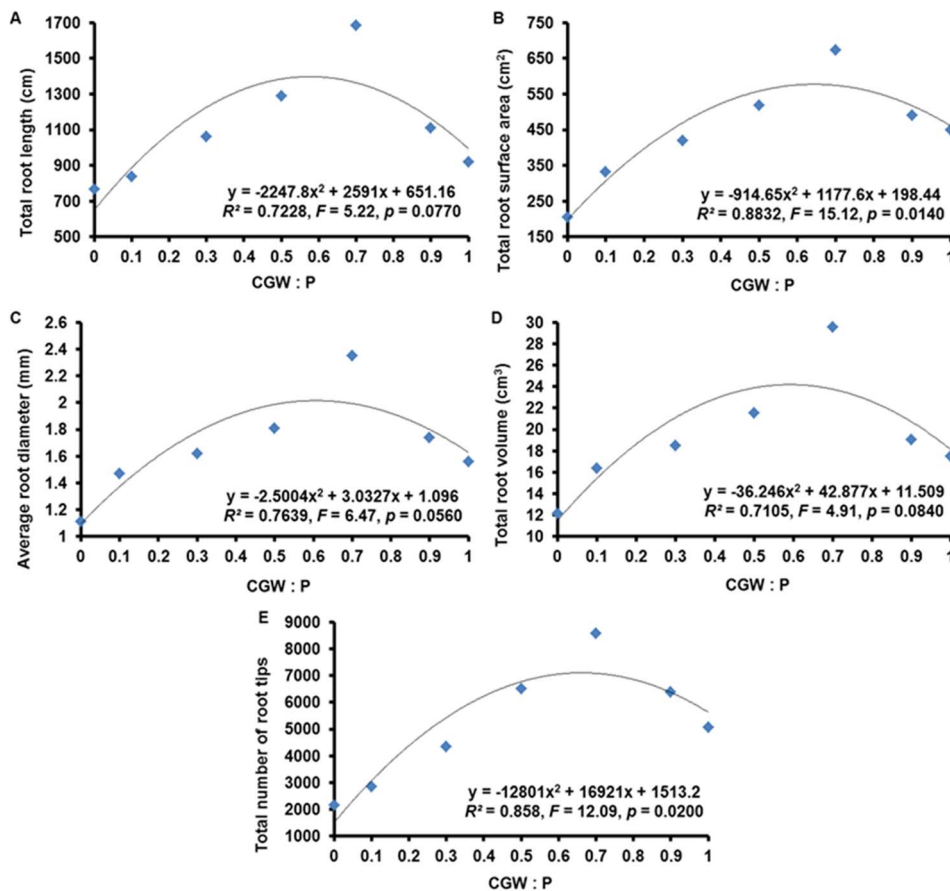 A
Total root length (cm)
1700
1500
1300
1100
900
700
500
y = -2247.8x² + 2591x + 651.16
R² = 0.7228, F = 5.22, p = 0.0770
0 0.1 0.2 0.3 0.4 0.5 0.6 0.7 0.8 0.9 1
CGW : P
B
Total root surface area (cm²)
750
650
550
450
350
250
150
y = -914.65x² + 1177.6x + 198.44
R² = 0.8832, F = 15.12, p = 0.0140
0 0.1 0.2 0.3 0.4 0.5 0.6 0.7 0.8 0.9 1
CGW : P
C
Average root diameter (mm)
2.6
2.4
2.2
2
1.8
1.6
1.4
1.2
1
y = -2.5004x² + 3.0327x + 1.096
R² = 0.7639, F = 6.47, p = 0.0560
0 0.1 0.2 0.3 0.4 0.5 0.6 0.7 0.8 0.9 1
CGW : P
D
Total root volume (cm³)
30
28
26
24
22
20
18
16
14
12
10
y = -36.246x² + 42.877x + 11.509
R² = 0.7105, F = 4.91, p = 0.0840
0 0.1 0.2 0.3 0.4 0.5 0.6 0.7 0.8 0.9 1
CGW : P
E
Total number of root tips
9000
8000
7000
6000
5000
4000
3000
2000
1000
y = -12801x² + 16921x + 1513.2
R² = 0.858, F = 12.09, p = 0.0200
0 0.1 0.2 0.3 0.4 0.5 0.6 0.7 0.8 0.9 1
CGW : P